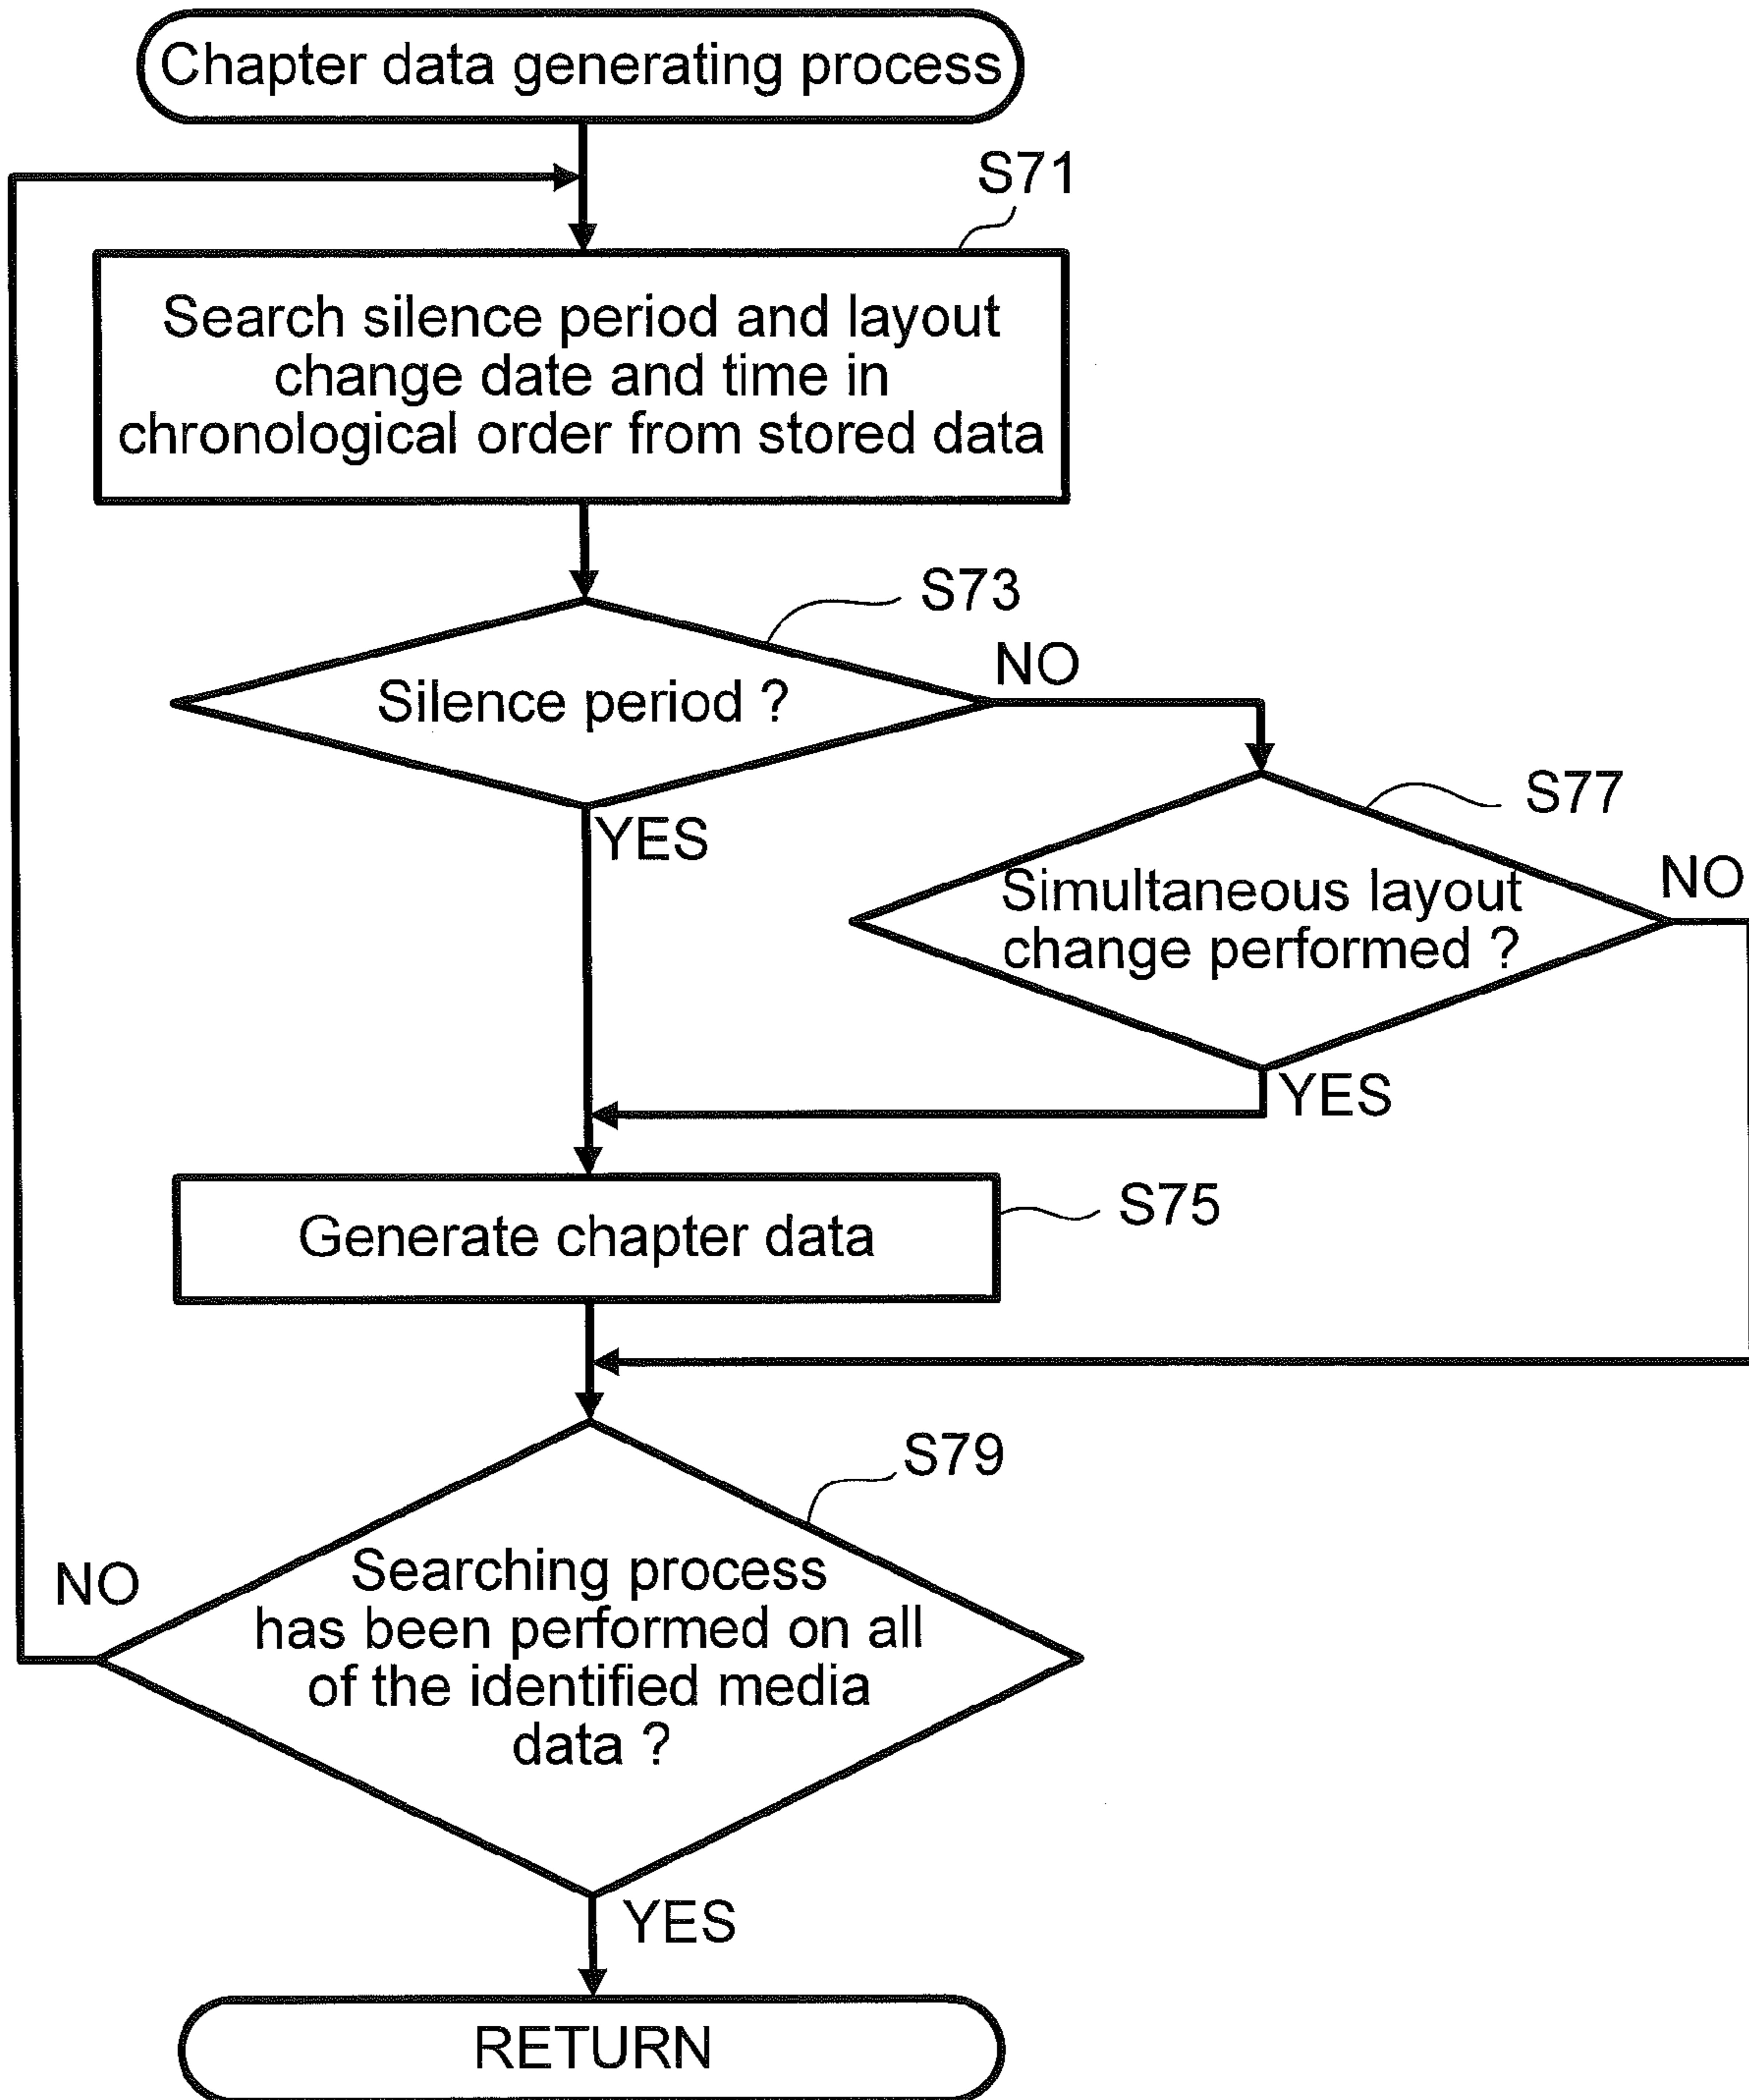 Chapter data generating process
S71
Search silence period and layout
change date and time in
chronological order from stored data
S73
Silence period ?
NO
YES
S77
Simultaneous layout
change performed ?
NO
YES
Generate chapter data
S75
S79
Searching process
has been performed on all
of the identified media
data ?
NO
YES
RETURN